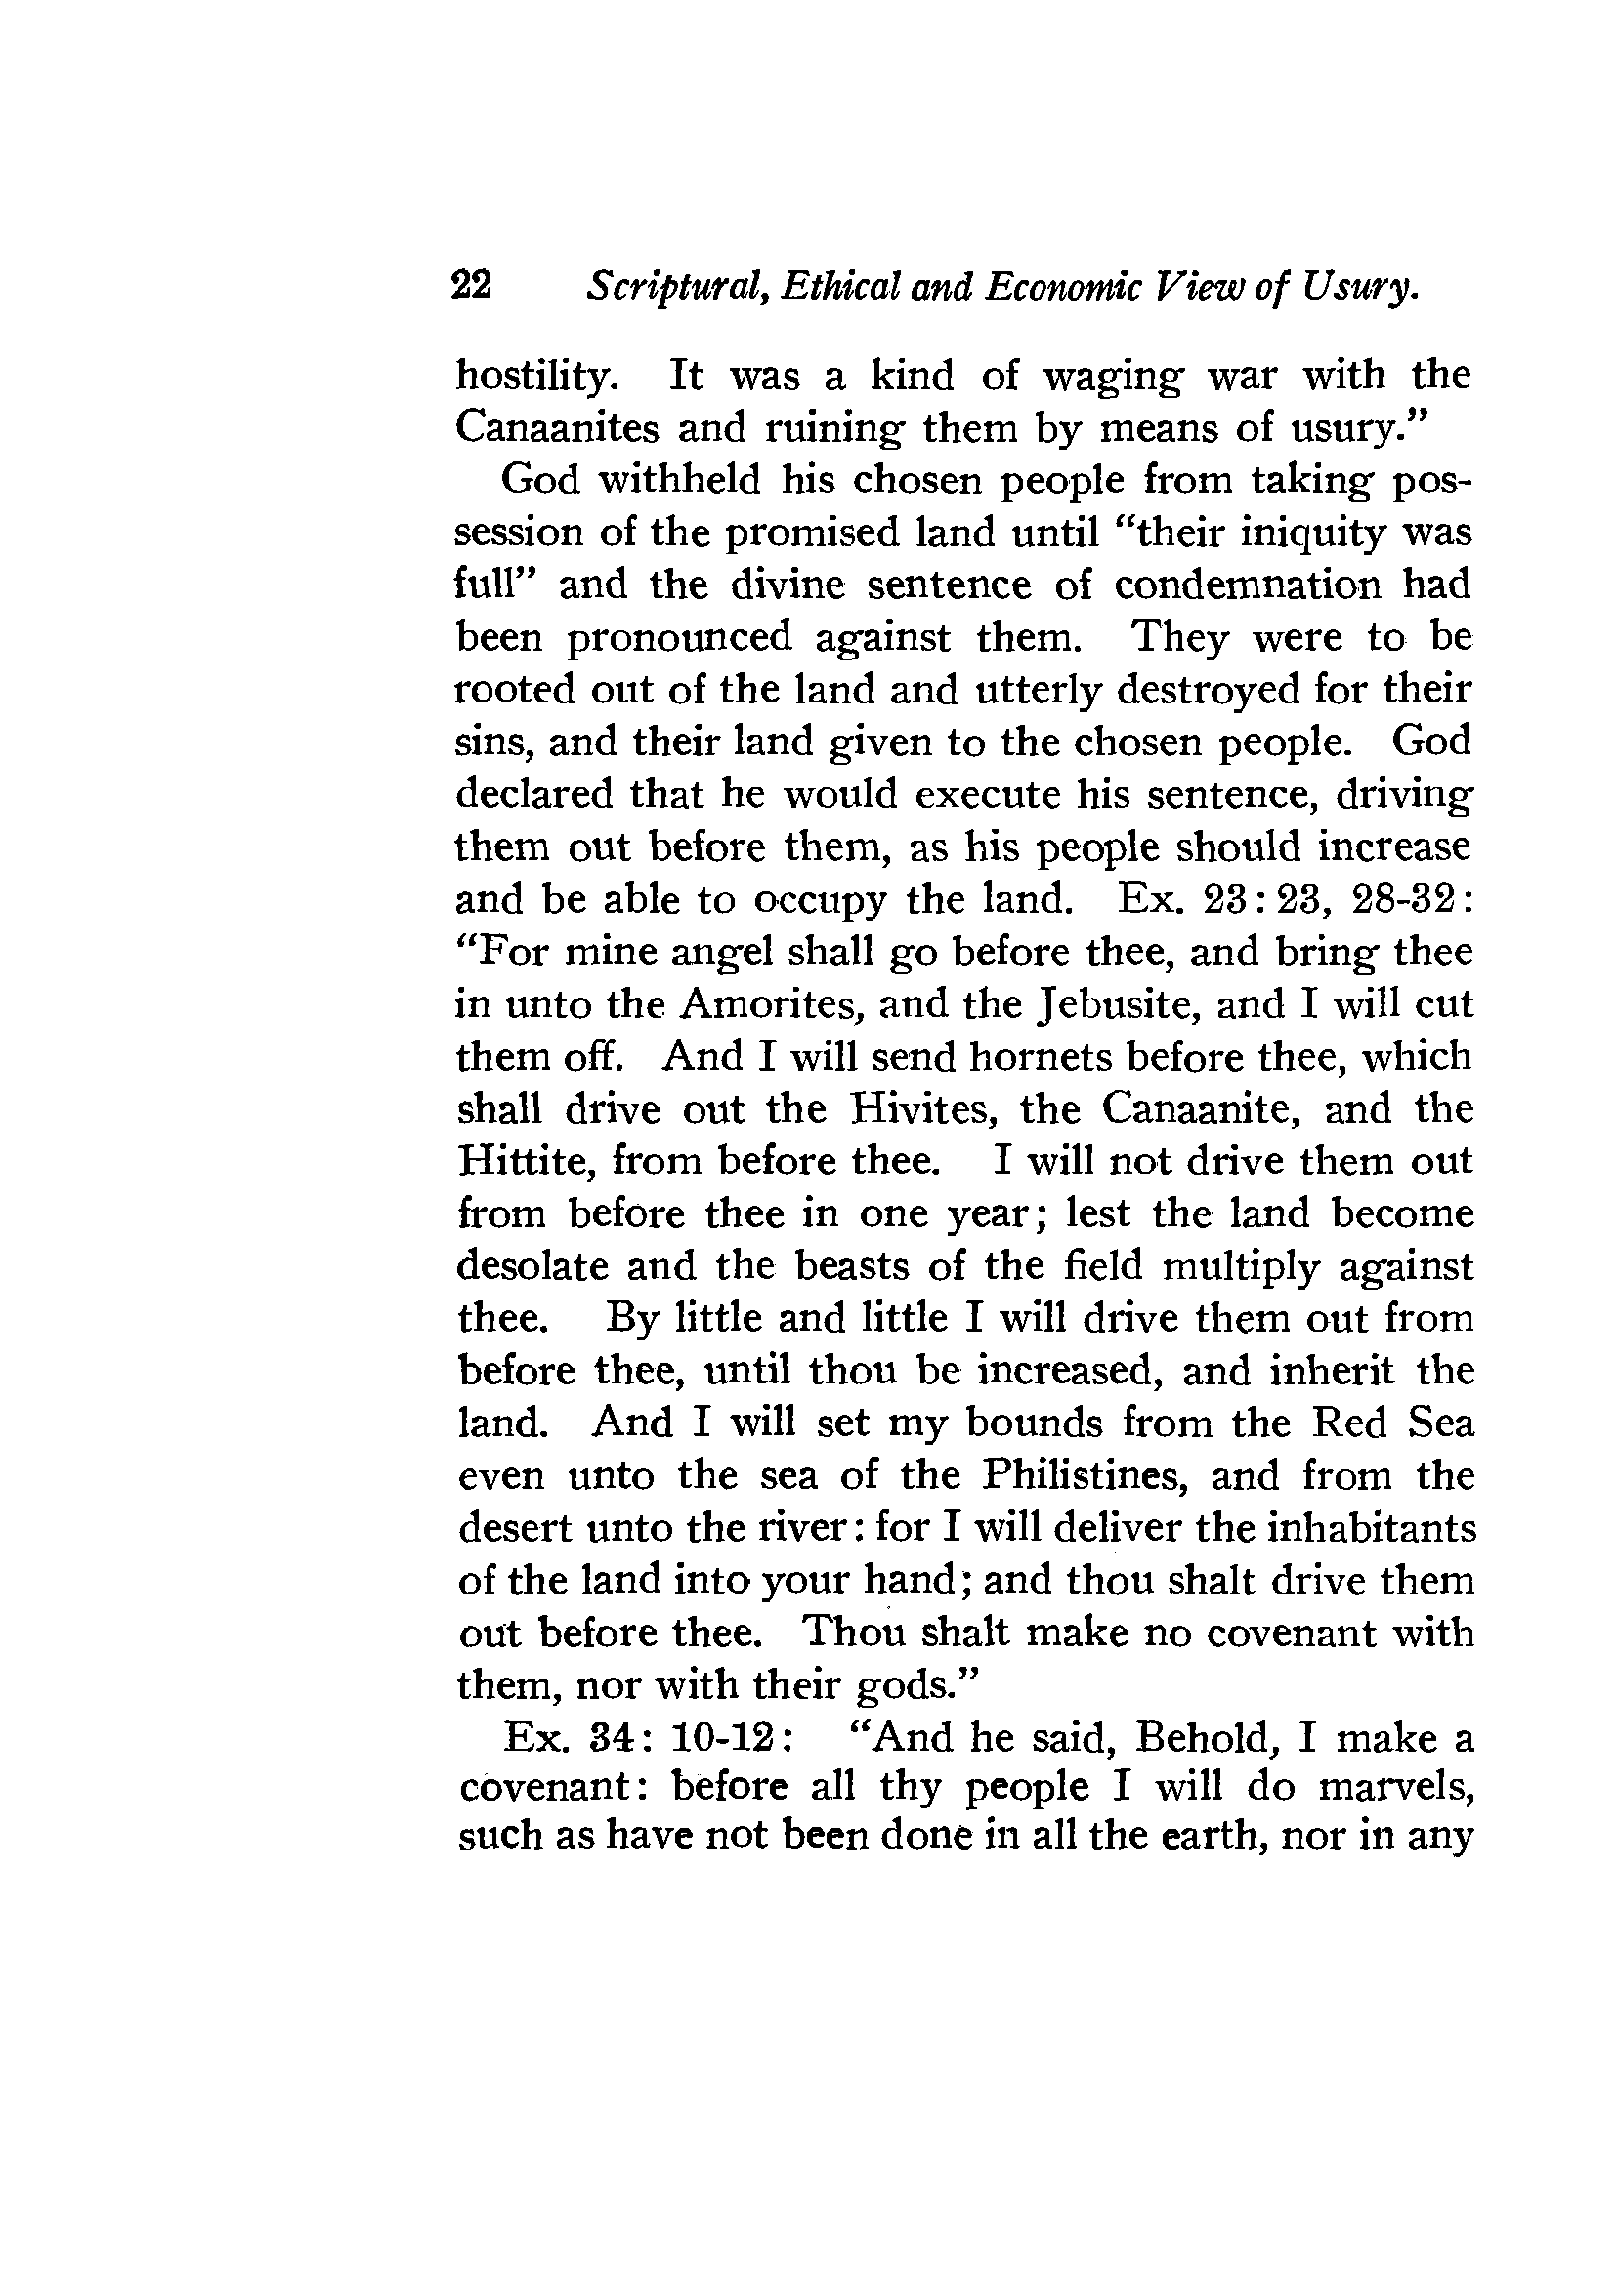 22 Scriptural, Ethical and Economic View of Usury.
hostility. It was a kind of waging war with the
Canaanites and ruining them by means of usury.”
God withheld his chosen people from taking pos-
session of the promised land until “their iniquity was
full” and the divine sentence of condemnation had
been pronounced against them. They were to be
rooted out of the land and utterly destroyed for their
sins, and their land given to the chosen people. God
declared that he would execute his sentence, driving
them out before them, as his people should increase
and be able to occupy the land. Ex. 23: 23, 28-32:
“For mine angel shall go before thee, and bring thee
in unto the Amorites, and the Jebusite, and I will cut
them off. And I will send hornets before thee, which
shall drive out the Hivites, the Canaanite, and the
Hittite, from before thee. I will not drive them out
from before thee in one year; lest the land become
desolate and the beasts of the field multiply against
thee. By little and little I will drive them out from
before thee, until thou be increased, and inherit the
land. And I will set my bounds from the Red Sea
even unto the sea of the Philistines, and from the
desert unto the river: for I will deliver the inhabitants
of the land into your hand; and thou shalt drive them
out before thee. Thou shalt make no covenant with
them, nor with their gods.”
Ex. 34: 10-12: “And he said, Behold, I make a
covenant: before all thy people I will do marvels,
such as have not been done in all the earth, nor in any